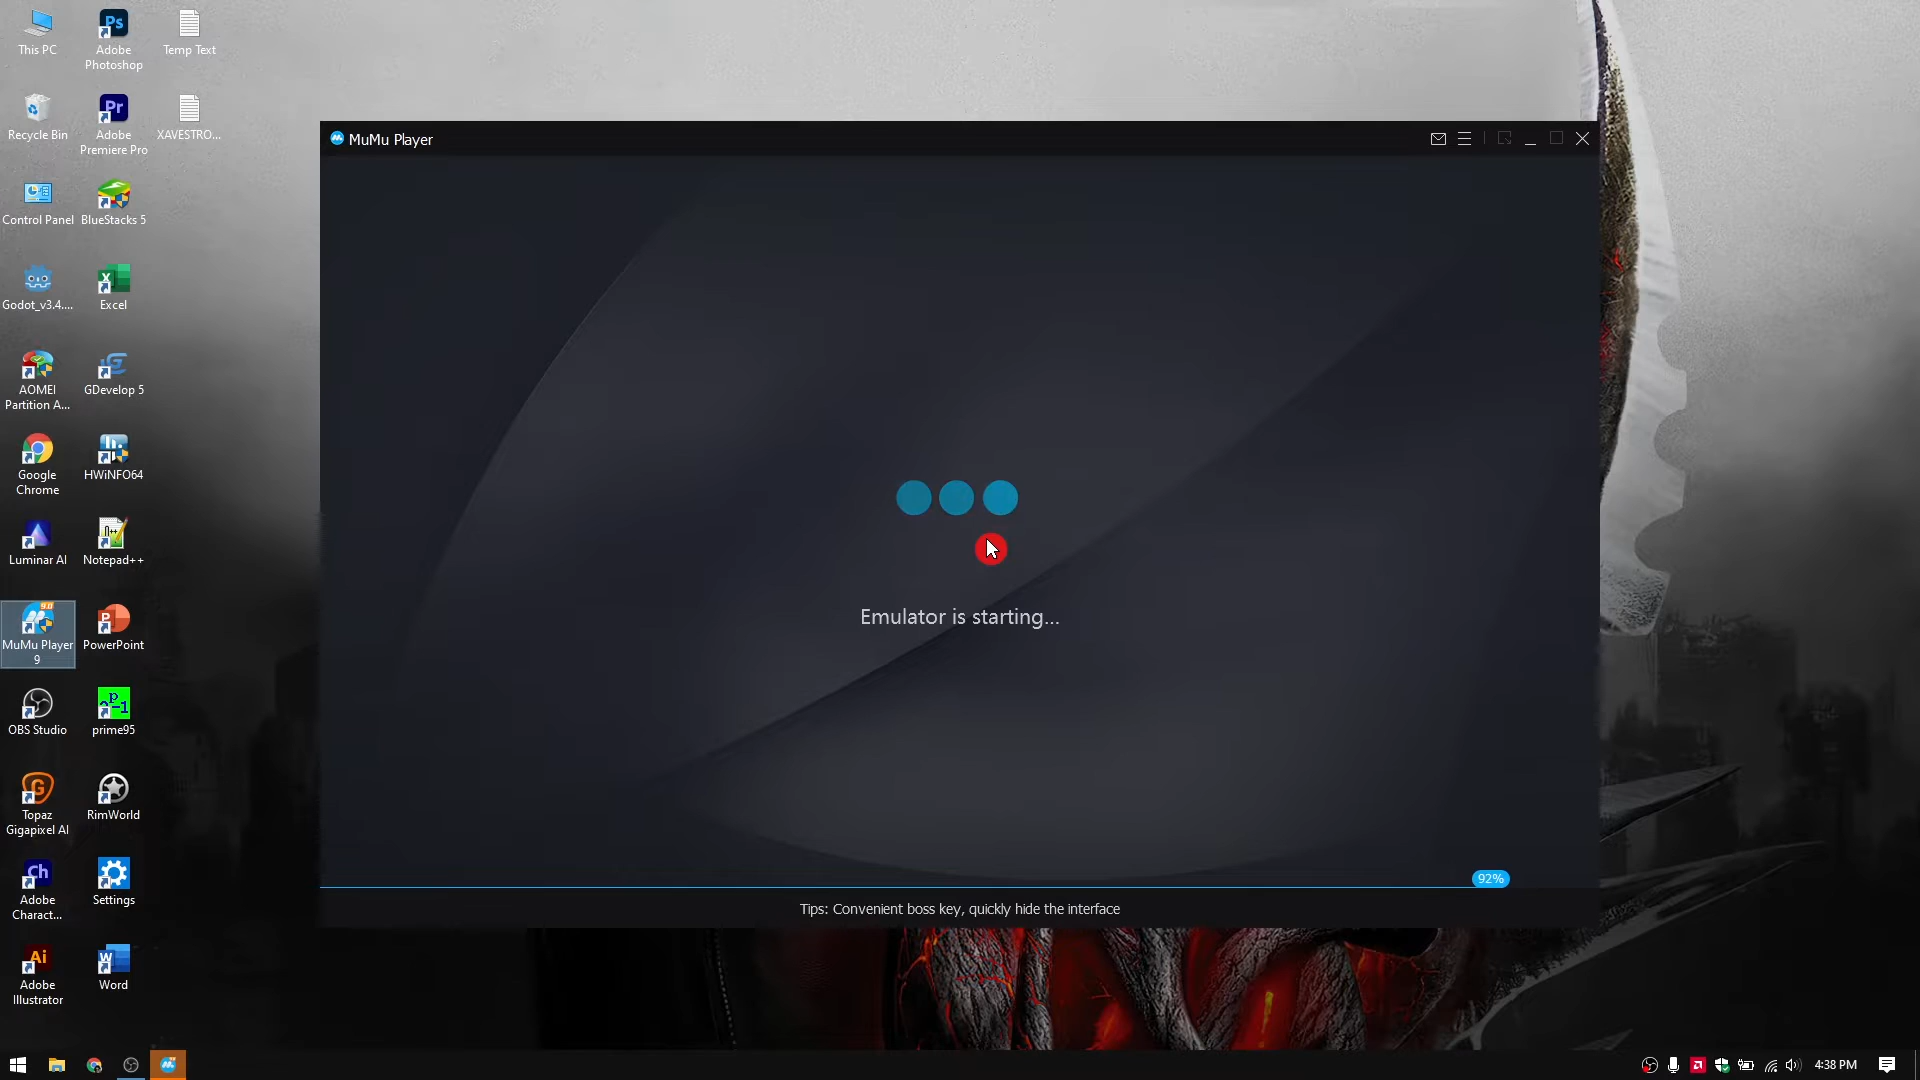 This PC
Adobe
Photoshop
Temp Text
Recycle Bin
Adobe
Premiere Pro
XAVESTRO...
Control Panel
BlueStacks 5
Godot_v3.4....
Excel
AOMEI
Partition A...
GDevelop 5
Google
Chrome
HWiNFO64
Luminar AI
Notepad++
MuMu Player
9
PowerPoint
OBS Studio
prime95
Topaz
Gigapixel AI
RimWorld
Adobe
Charact...
Settings
Adobe
Illustrator
Word
MuMu Player
Emulator is starting...
92%
Tips: Convenient boss key, quickly hide the interface
4:38 PM